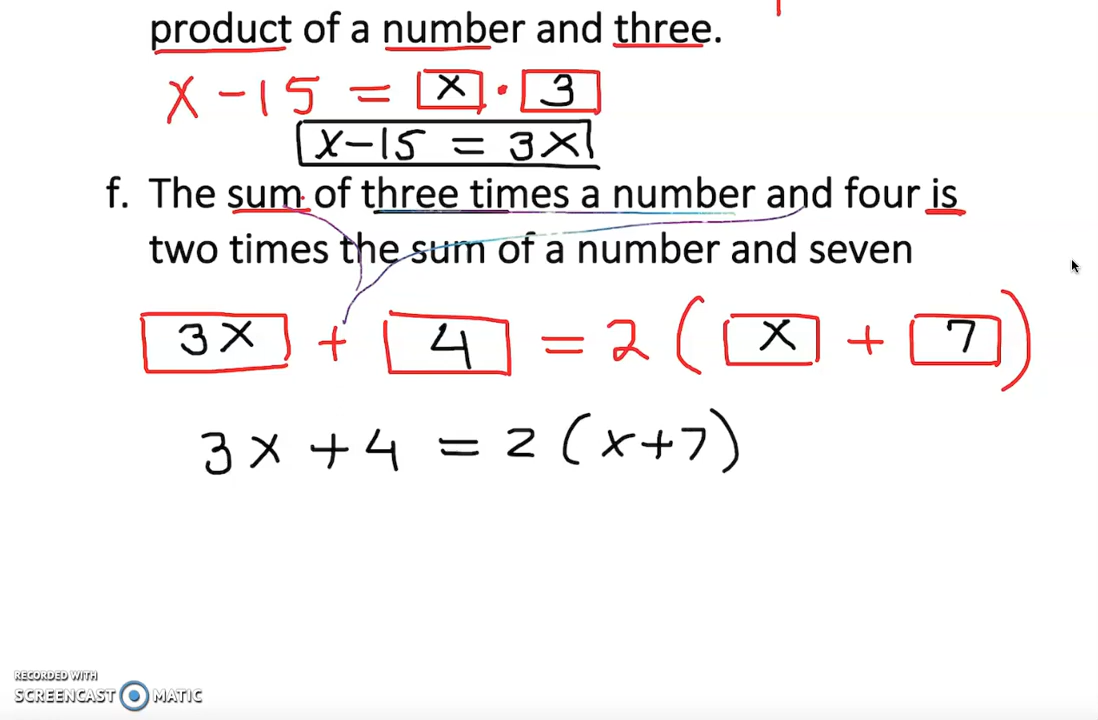 product of a number and three.
x - 15 = x · 3
x-15 = 3x
f. The sum of three times a number and four is
two times the sum of a number and seven
3x + 4 = 2 ( x + 7 )
3x + 4 = 2 ( x+7 )
RECORDED WITH
SCREENCAST MATIC